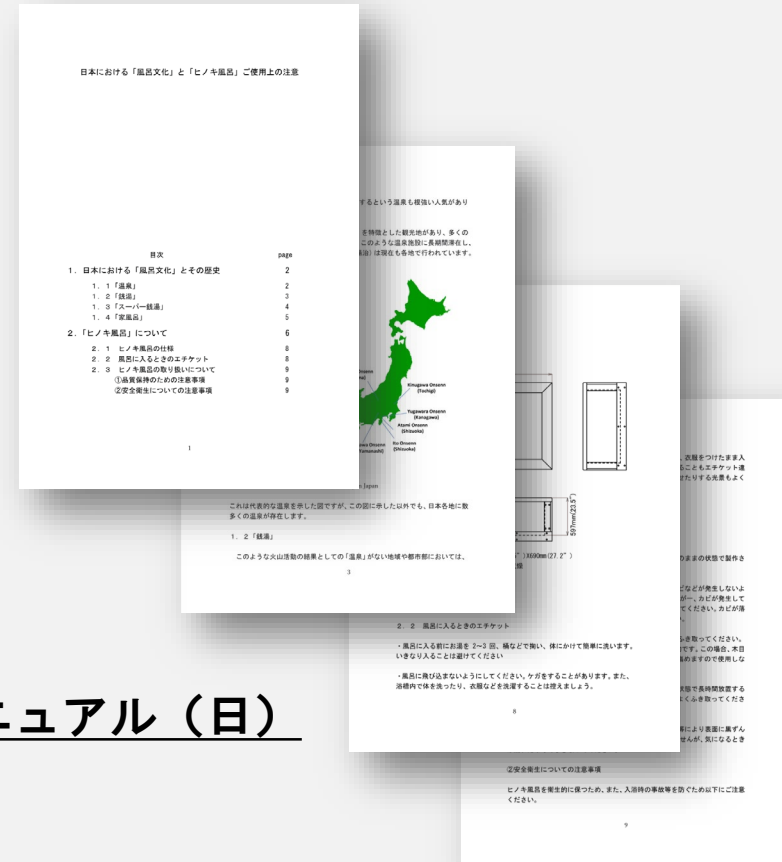 日本における「風呂文化」と「ヒノキ風呂」ご使用上の注意
目次 page
1．日本における「風呂文化」とその歴史 2
1．1「温泉」 2
1．2「銭湯」 3
1．3「スーパー銭湯」 4
1．4「家風呂」 5
2．「ヒノキ風呂」について 6
2．1 ヒノキ風呂の仕様 8
2．2 風呂に入るときのエチケット 8
2．3 ヒノキ風呂の取り扱いについて 9
①品質保持のための注意事項 9
②安全衛生についての注意事項 9
1
するという温泉も根強い人気があり
を特徴とした観光地があり、多くの
このような温泉施設に長期間滞在し、
は現在も各地で行われています。
Kinugawa Onsenn
(Tochigi)
Yugawara Onsenn
(Kanagawa)
Atami Onsenn
(Shizuoka)
Ito Onsenn
(Shizuoka)
Onsenn
Japan
これは代表的な温泉を示した図ですが、この図に示した以外でも、日本各地に数
多くの温泉が存在します。
1．2「銭湯」
このような火山活動の結果としての「温泉」がない地域や都市部においては、
3
597mm(23.5")
)X690mm(27.2")
2．2 風呂に入るときのエチケット
・風呂に入る前にお湯を 2~3 回、桶などで掬い、体にかけて簡単に洗います。
いきなり入ることは避けてください
・風呂に飛び込まないようにしてください。ケガをすることがあります。また、
浴槽内で体を洗ったり、衣服などを洗濯することは控えましょう。
8
、衣服をつけたまま入
ることもエチケット違
たりする光景もよく
のままの状態で製作さ
ビなどが発生しないよ
が一、カビが発生して
てください。カビが落
ふき取ってください。
です。この場合、木目
めますので使用しな
状態で長時間放置する
くふき取ってくださ
等により表面に黒ずん
せんが、気になるとき
②安全衛生についての注意事項
ヒノキ風呂を衛生的に保つため、また、入浴時の事故等を防ぐため以下にご注意
ください。
9
ニュアル（日）